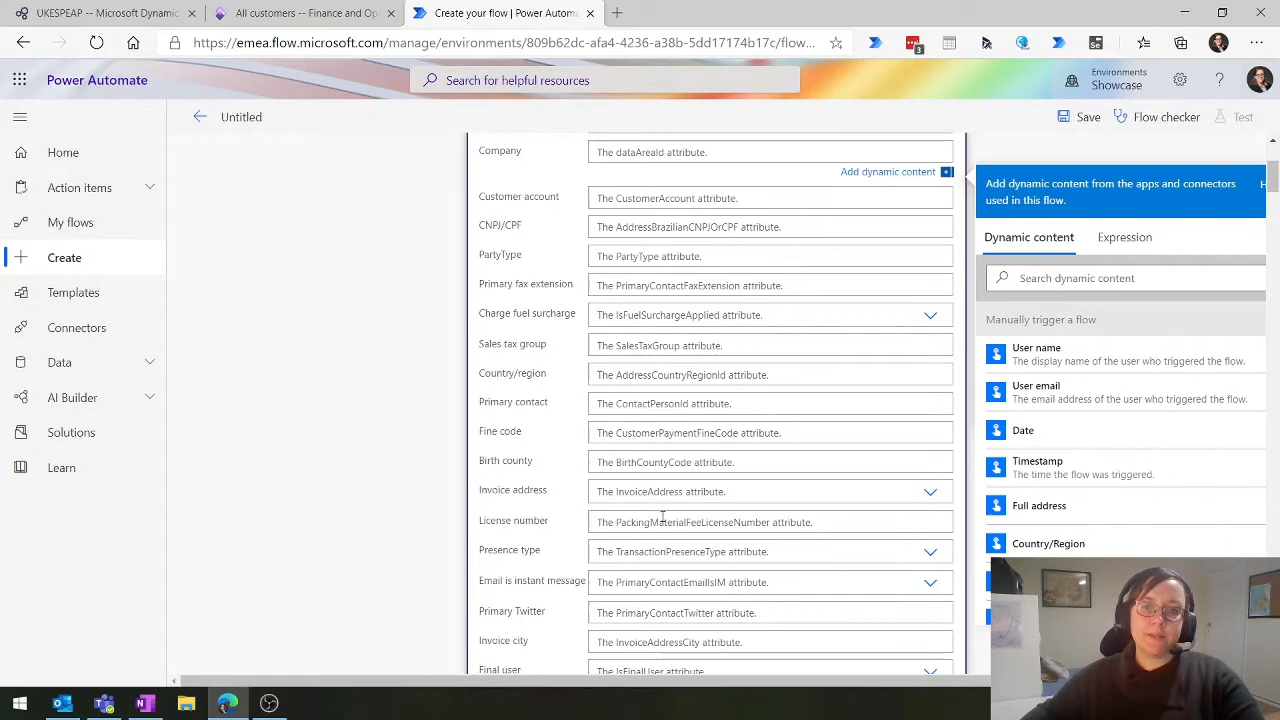 UKESPEAP -- Microsoft Dynamic
All customers -- Finance and Op
Create your flow | Power Automa
https://emea.flow.microsoft.com/manage/environments/809b62dc-afa4-4236-a38b-5dd17174b17c/flow...
3
Se
Power Automate
Search for helpful resources
Environments
Showcase
Untitled
Save
Flow checker
Test
Home
Action items
My flows
Create
Templates
Connectors
Data
AI Builder
Solutions
Learn
Company
The dataAreaId attribute.
Add dynamic content
Customer account
The CustomerAccount attribute.
CNPJ/CPF
The AddressBrazilianCNPJOrCPF attribute.
PartyType
The PartyType attribute.
Primary fax extension
The PrimaryContactFaxExtension attribute.
Charge fuel surcharge
The IsFuelSurchargeApplied attribute.
Sales tax group
The SalesTaxGroup attribute.
Country/region
The AddressCountryRegionId attribute.
Primary contact
The ContactPersonId attribute.
Fine code
The CustomerPaymentFineCode attribute.
Birth county
The BirthCountyCode attribute.
Invoice address
The InvoiceAddress attribute.
License number
The PackingMaterialFeeLicenseNumber attribute.
Presence type
The TransactionPresenceType attribute.
Email is instant message
The PrimaryContactEmailIsIM attribute.
Primary Twitter
The PrimaryContactTwitter attribute.
Invoice city
The InvoiceAddressCity attribute.
Final user
The IsFinalUser attribute.
Add dynamic content from the apps and connectors
used in this flow.
H
Dynamic content
Expression
Search dynamic content
Manually trigger a flow
User name
The display name of the user who triggered the flow.
User email
The email address of the user who triggered the flow.
Date
Timestamp
The time the flow was triggered.
Full address
Country/Region